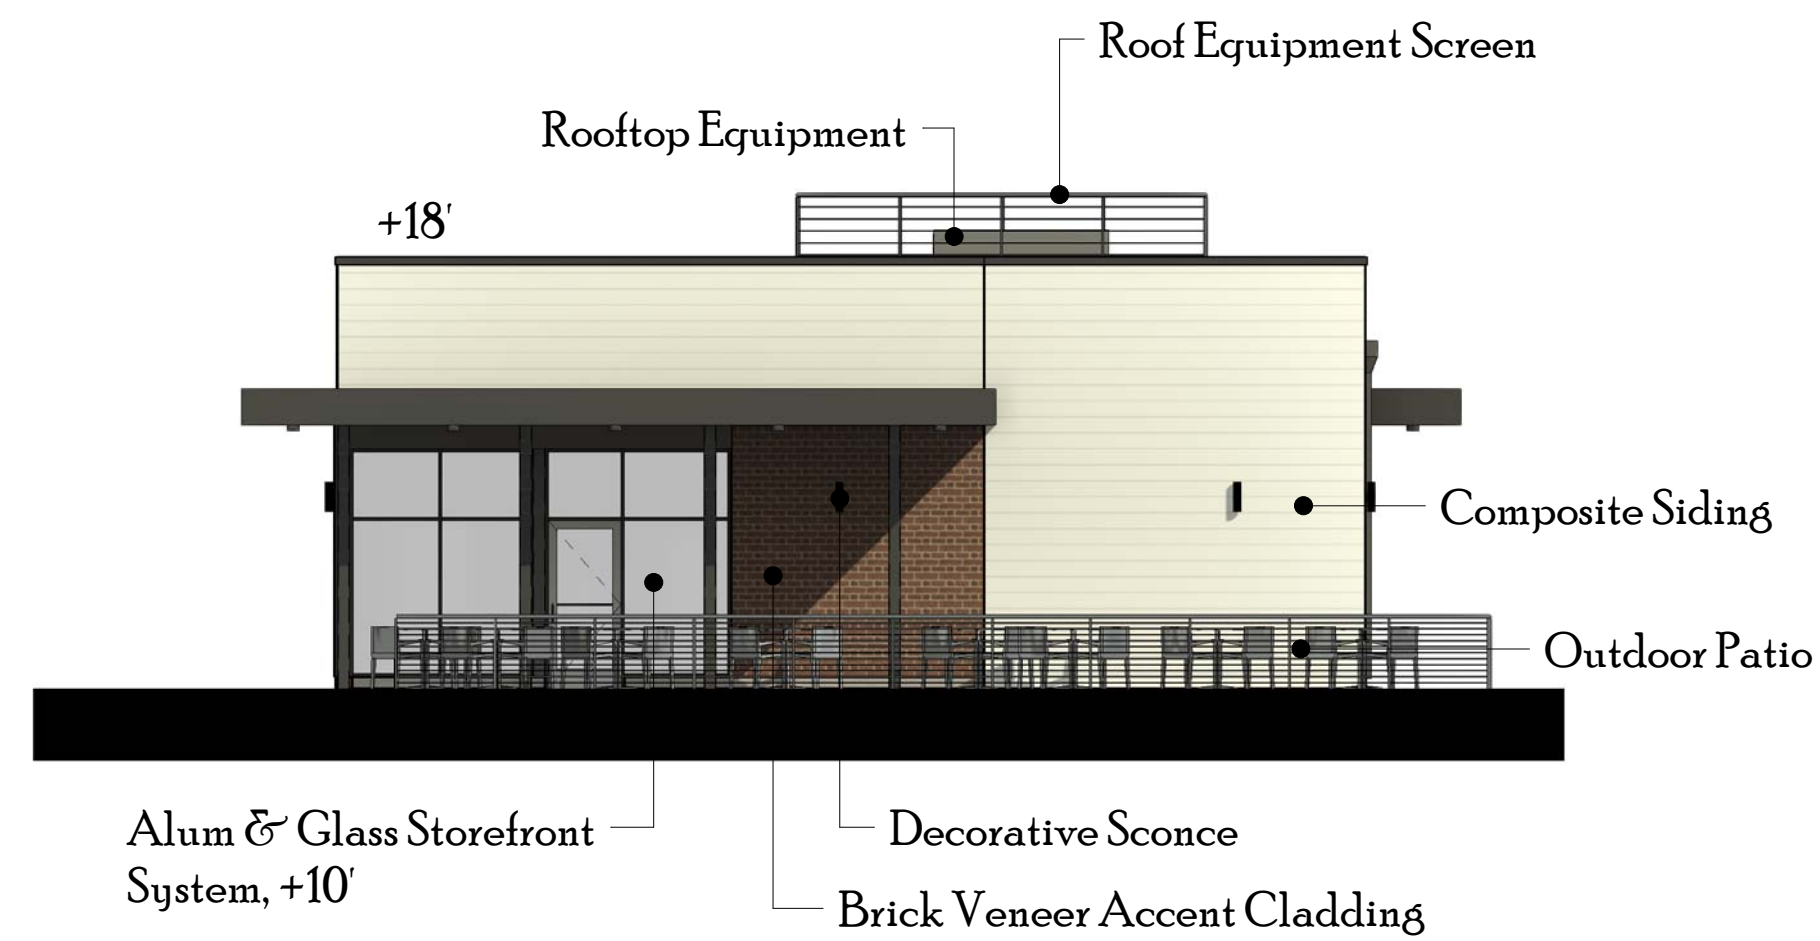 Roof Equipment Screen
Rooftop Equipment
+18'
Composite Siding
Outdoor Patio
Alum & Glass Storefront
System, +10'
Decorative Sconce
Brick Veneer Accent Cladding